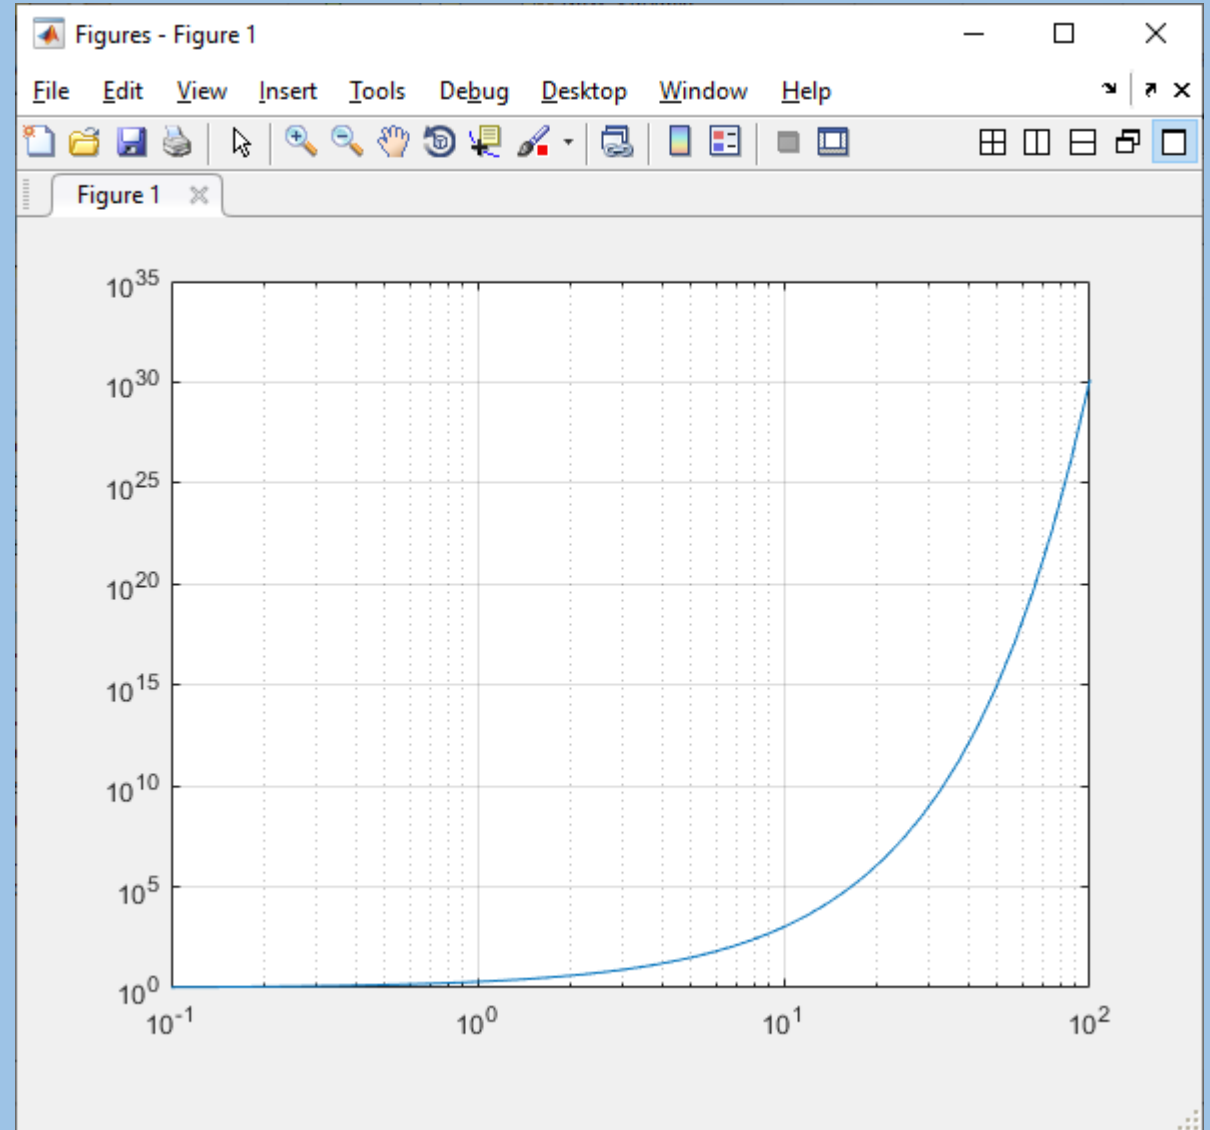 Figures - Figure 1
File Edit View Insert Tools Debug Desktop Window Help
Figure 1
10^35
10^30
10^25
10^20
10^15
10^10
10^5
10^0
10^-1 10^0 10^1 10^2